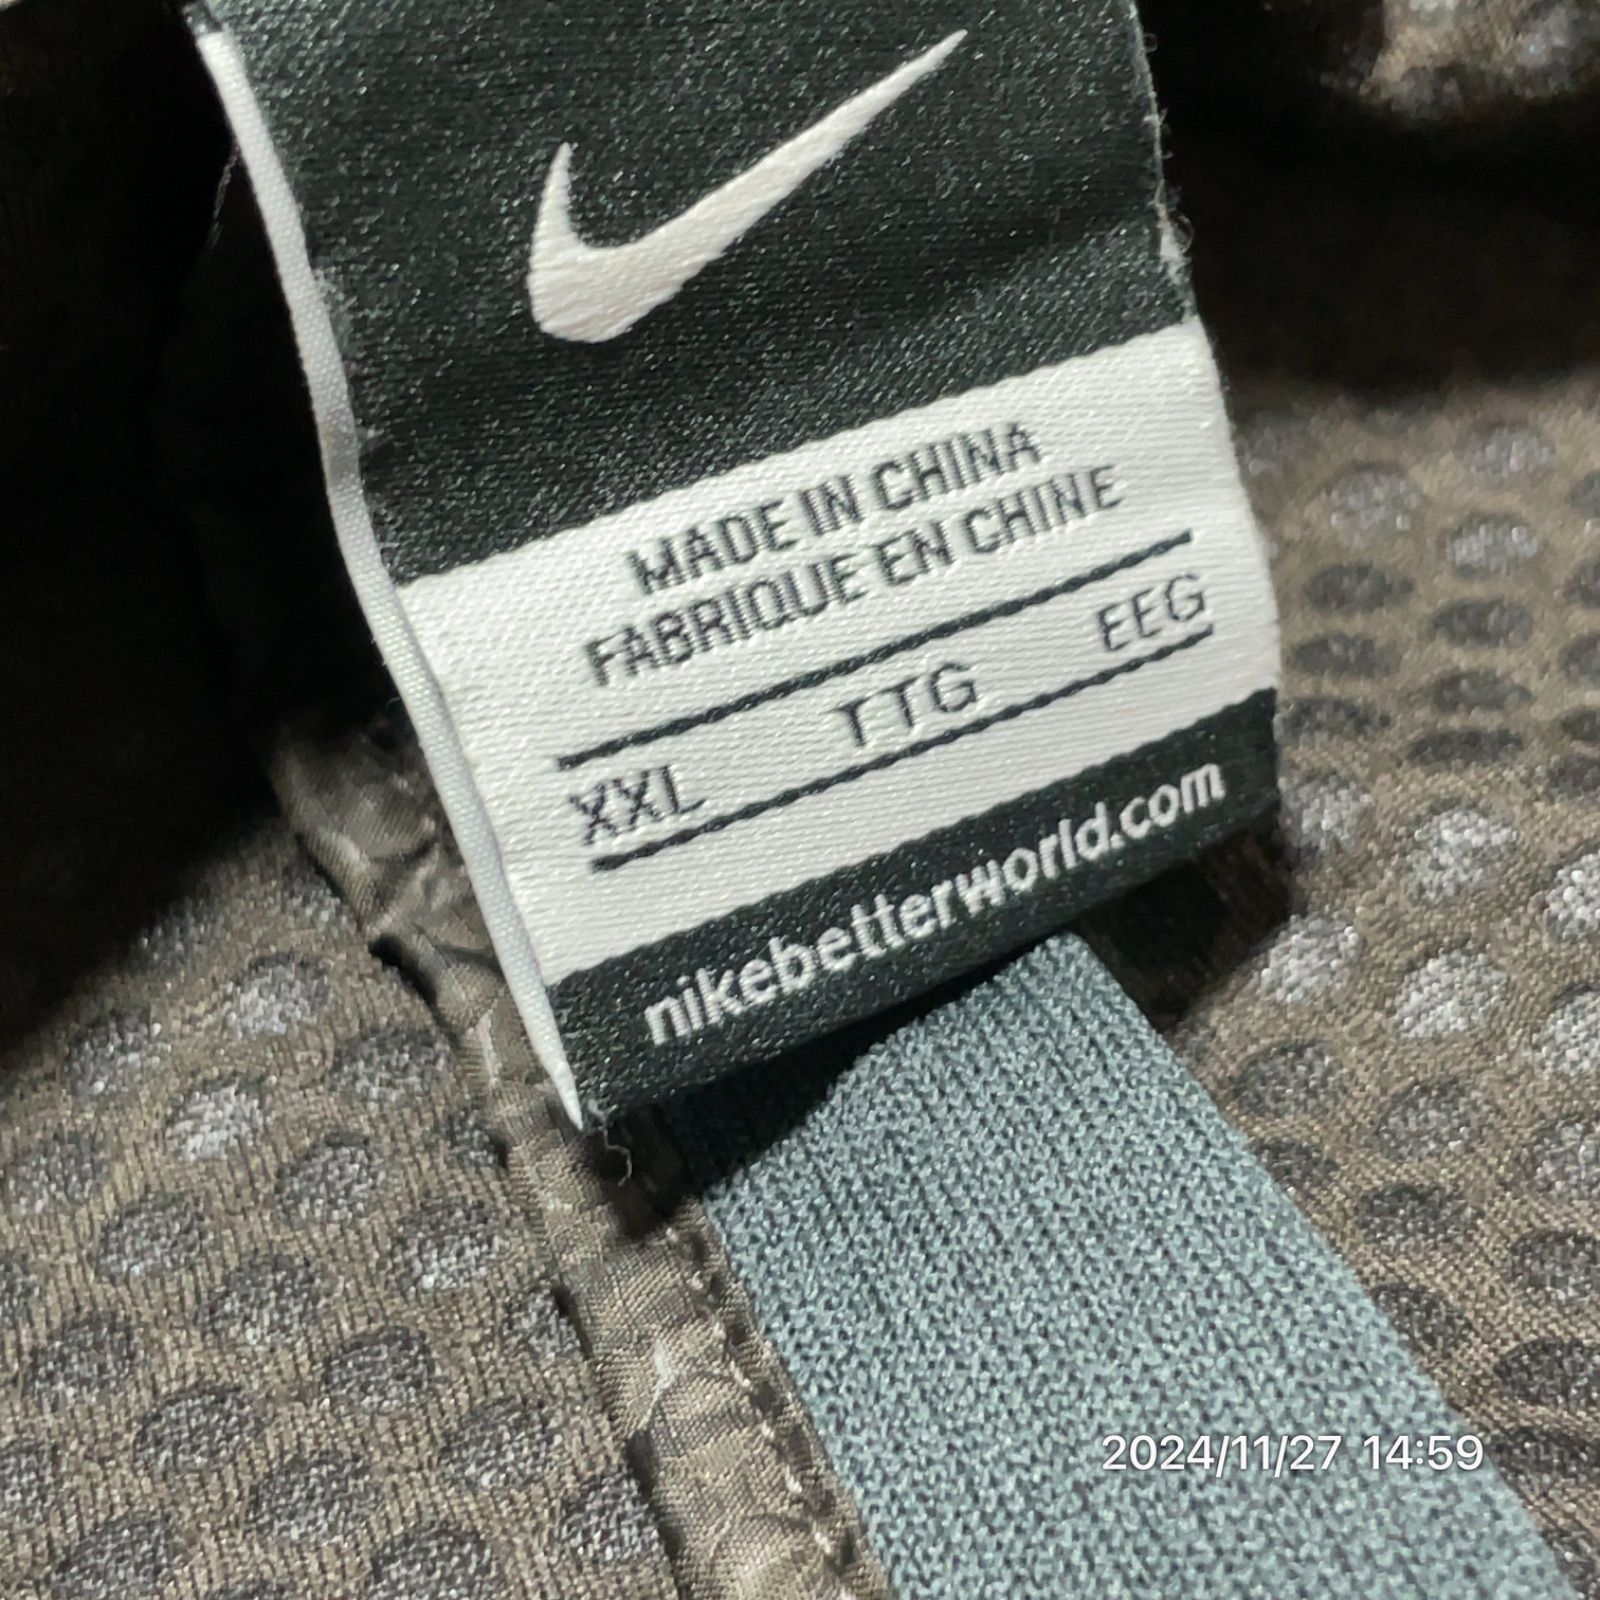 MADE IN CHINA
FABRIQUE EN CHINE
XXL TTG EEG
nikebetterworld.com
2024/11/27 14:59